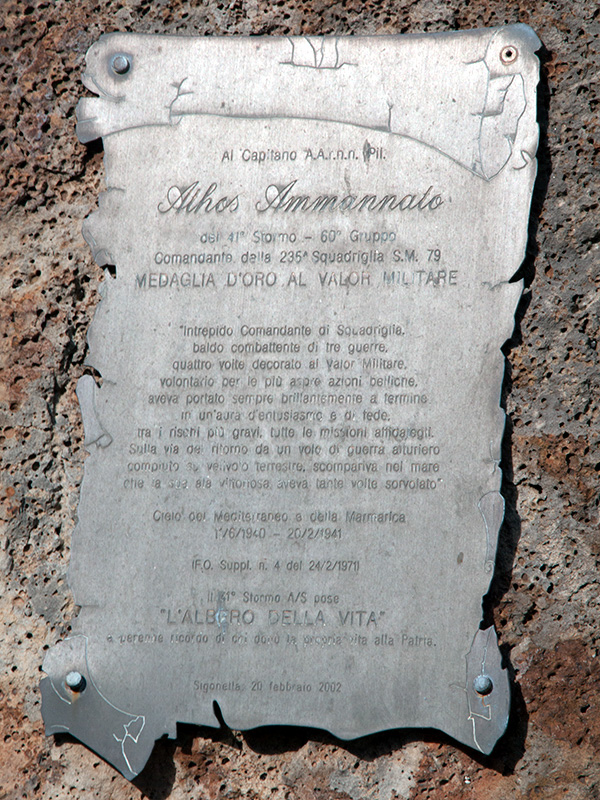 Al Capitano A.A.r.n.n. Pil.
Athos Ammannato
del 41° Stormo - 60° Gruppo
Comandante della 235ª Squadriglia S.M. 79
MEDAGLIA D'ORO AL VALOR MILITARE
"Intrepido Comandante di Squadriglia,
baldo combattente di tre guerre,
quattro volte decorato al Valor Militare,
volontario per le più aspre azioni belliche,
aveva portato sempre brillantemente a termine
in un'aura d'entusiasmo e di fede,
tra i rischi più gravi, tutte le missioni affidategli.
Sulla via del ritorno da un volo di guerra alturiero
compiuto su velivolo terrestre, scompariva nel mare
che la sua ala vittoriosa aveva tante volte sorvolato"
Cielo del Mediterraneo e della Marmarica
1°/6/1940 - 20/2/1941
(F.O. Suppl. n. 4 del 24/2/1971)
Il 41° Stormo A/S pose
"L'ALBERO DELLA VITA"
a perenne ricordo di chi donò la propria vita alla Patria.
Sigonella, 20 febbraio 2002